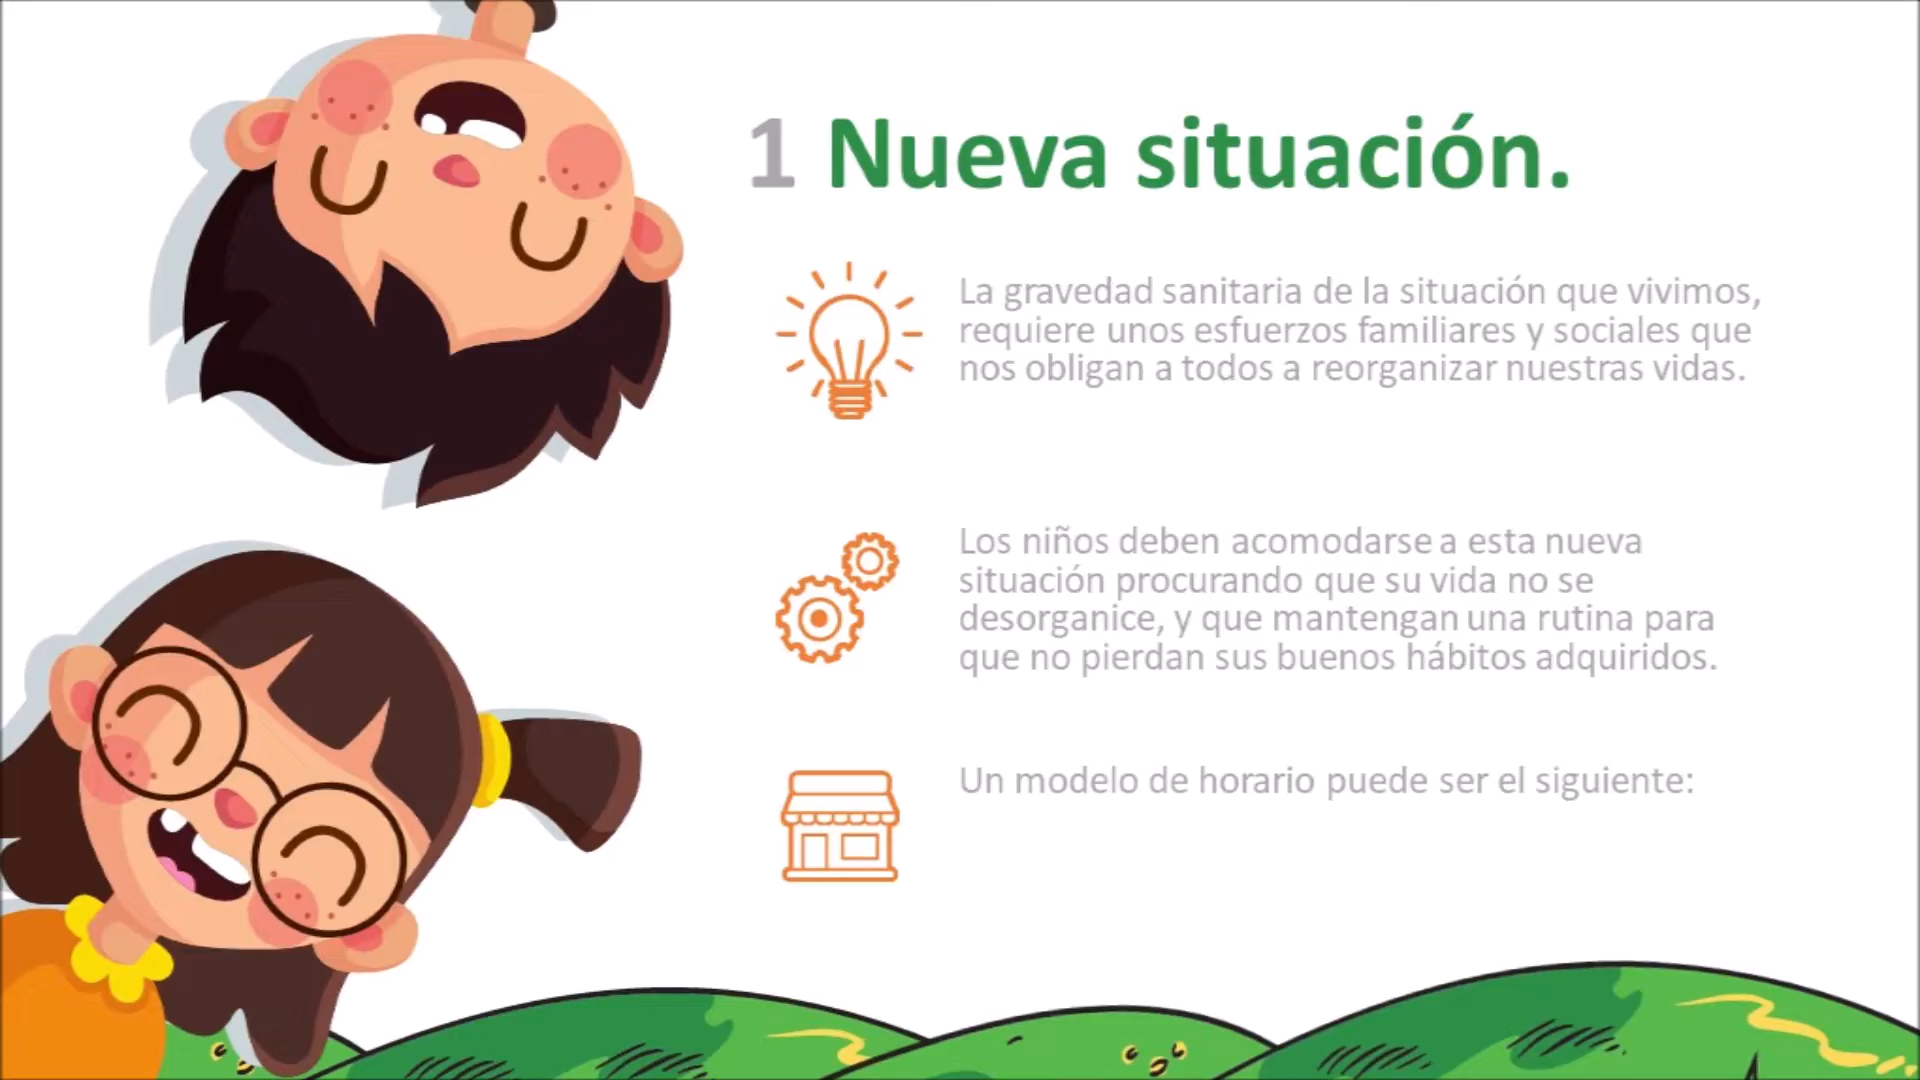 1 Nueva situación.
La gravedad sanitaria de la situación que vivimos,
requiere unos esfuerzos familiares y sociales que
nos obligan a todos a reorganizar nuestras vidas.
Los niños deben acomodarse a esta nueva
situación procurando que su vida no se
desorganice, y que mantengan una rutina para
que no pierdan sus buenos hábitos adquiridos.
Un modelo de horario puede ser el siguiente: